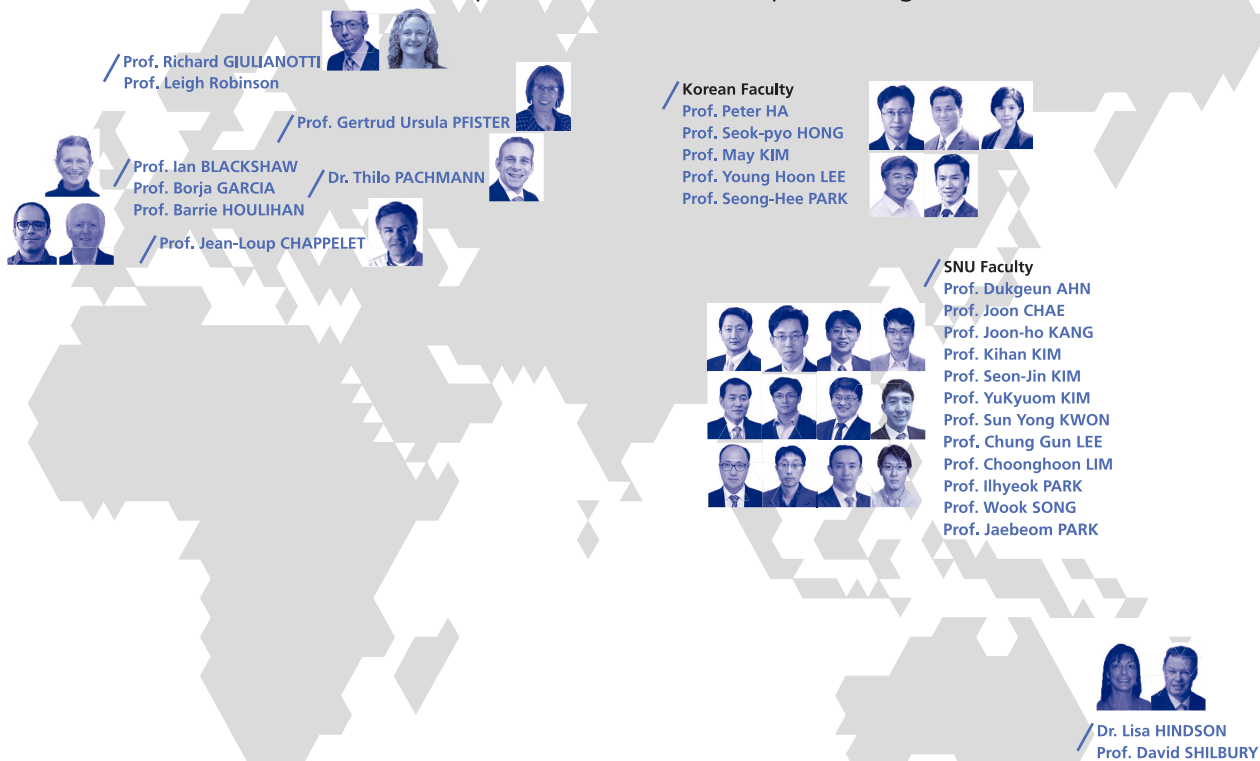 Prof. Richard GIULIANOTTI
Prof. Leigh Robinson
Prof. Gertrud Ursula PFISTER
Prof. Ian BLACKSHAW
Prof. Borja GARCIA
Prof. Barrie HOULIHAN
Dr. Thilo PACHMANN
Prof. Jean-Loup CHAPPELET
Korean Faculty
Prof. Peter HA
Prof. Seok-pyo HONG
Prof. May KIM
Prof. Young Hoon LEE
Prof. Seong-Hee PARK
SNU Faculty
Prof. Dukgeun AHN
Prof. Joon CHAE
Prof. Joon-ho KANG
Prof. Kihan KIM
Prof. Seon-Jin KIM
Prof. YuKyuom KIM
Prof. Sun Yong KWON
Prof. Chung Gun LEE
Prof. Choonghoon LIM
Prof. Ilhyeok PARK
Prof. Wook SONG
Prof. Jaebeom PARK
Dr. Lisa HINDSON
Prof. David SHILBURY